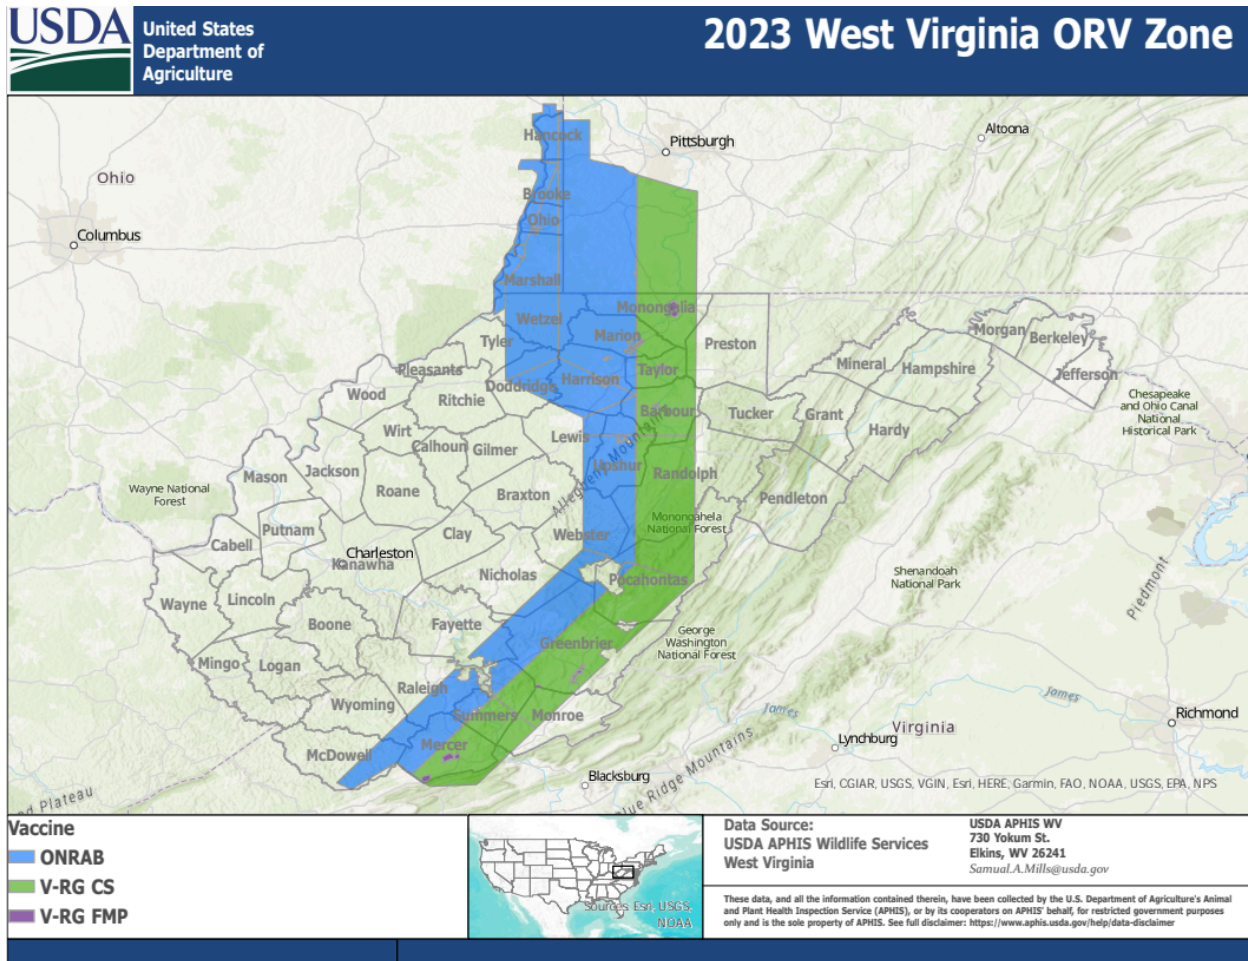 USDA
United States
Department of
Agriculture
2023 West Virginia ORV Zone
Hancock
Pittsburgh
Altoona
Ohio
Brooke
Ohio
Columbus
Marshall
Monongalia
Wetzel
Marion
Tyler
Preston
Morgan
Berkeley
Pleasants
Taylor
Mineral
Hampshire
Jefferson
Doddridge
Harrison
Wood
Ritchie
Barbour
Tucker
Grant
Chesapeake
and Ohio Canal
National
Historical Park
Wirt
Lewis
Hardy
Calhoun
Gilmer
Allegheny Mountains
Upshur
Mason
Jackson
Randolph
Wayne National
Forest
Roane
Braxton
Pendleton
Monongahela
National Forest
Putnam
Clay
Webster
Cabell
Charleston
Kanawha
Nicholas
Pocahontas
Shenandoah
National Park
Piedmont
Wayne
Lincoln
Boone
Fayette
Greenbrier
George
Washington
National Forest
Mingo
Logan
Raleigh
James
Wyoming
Summers
Monroe
James
Richmond
Virginia
Lynchburg
McDowell
Mercer
Blacksburg
Blue Ridge Mountains
nd Plateau
Esri, CGIAR, USGS, VGIN, Esri, HERE, Garmin, FAO, NOAA, USGS, EPA, NPS
Vaccine
ONRAB
V-RG CS
V-RG FMP
Sources: Esri, USGS,
NOAA
Data Source:
USDA APHIS Wildlife Services
West Virginia
USDA APHIS WV
730 Yokum St.
Elkins, WV 26241
Samual.A.Mills@usda.gov
These data, and all the information contained therein, have been collected by the U.S. Department of Agriculture's Animal
and Plant Health Inspection Service (APHIS), or by its cooperators on APHIS' behalf, for restricted government purposes
only and is the sole property of APHIS. See full disclaimer: https://www.aphis.usda.gov/help/data-disclaimer